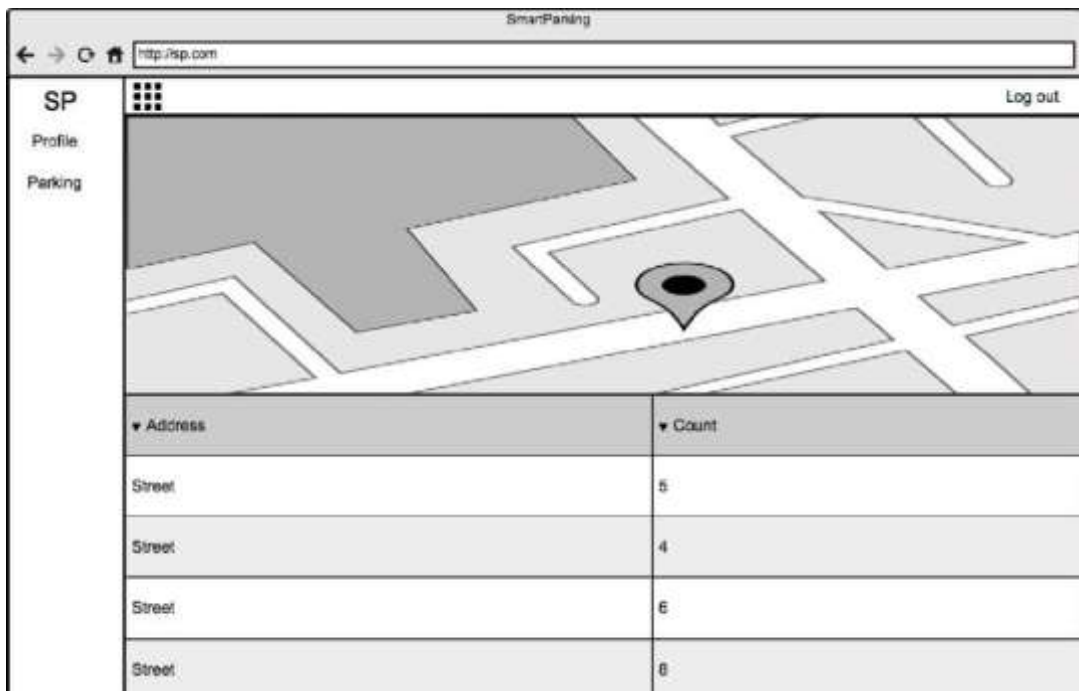 SmartParking
http://sp.com
SP
Log out
Profile
Parking
Address Count
Street 5
Street 4
Street 6
Street 8